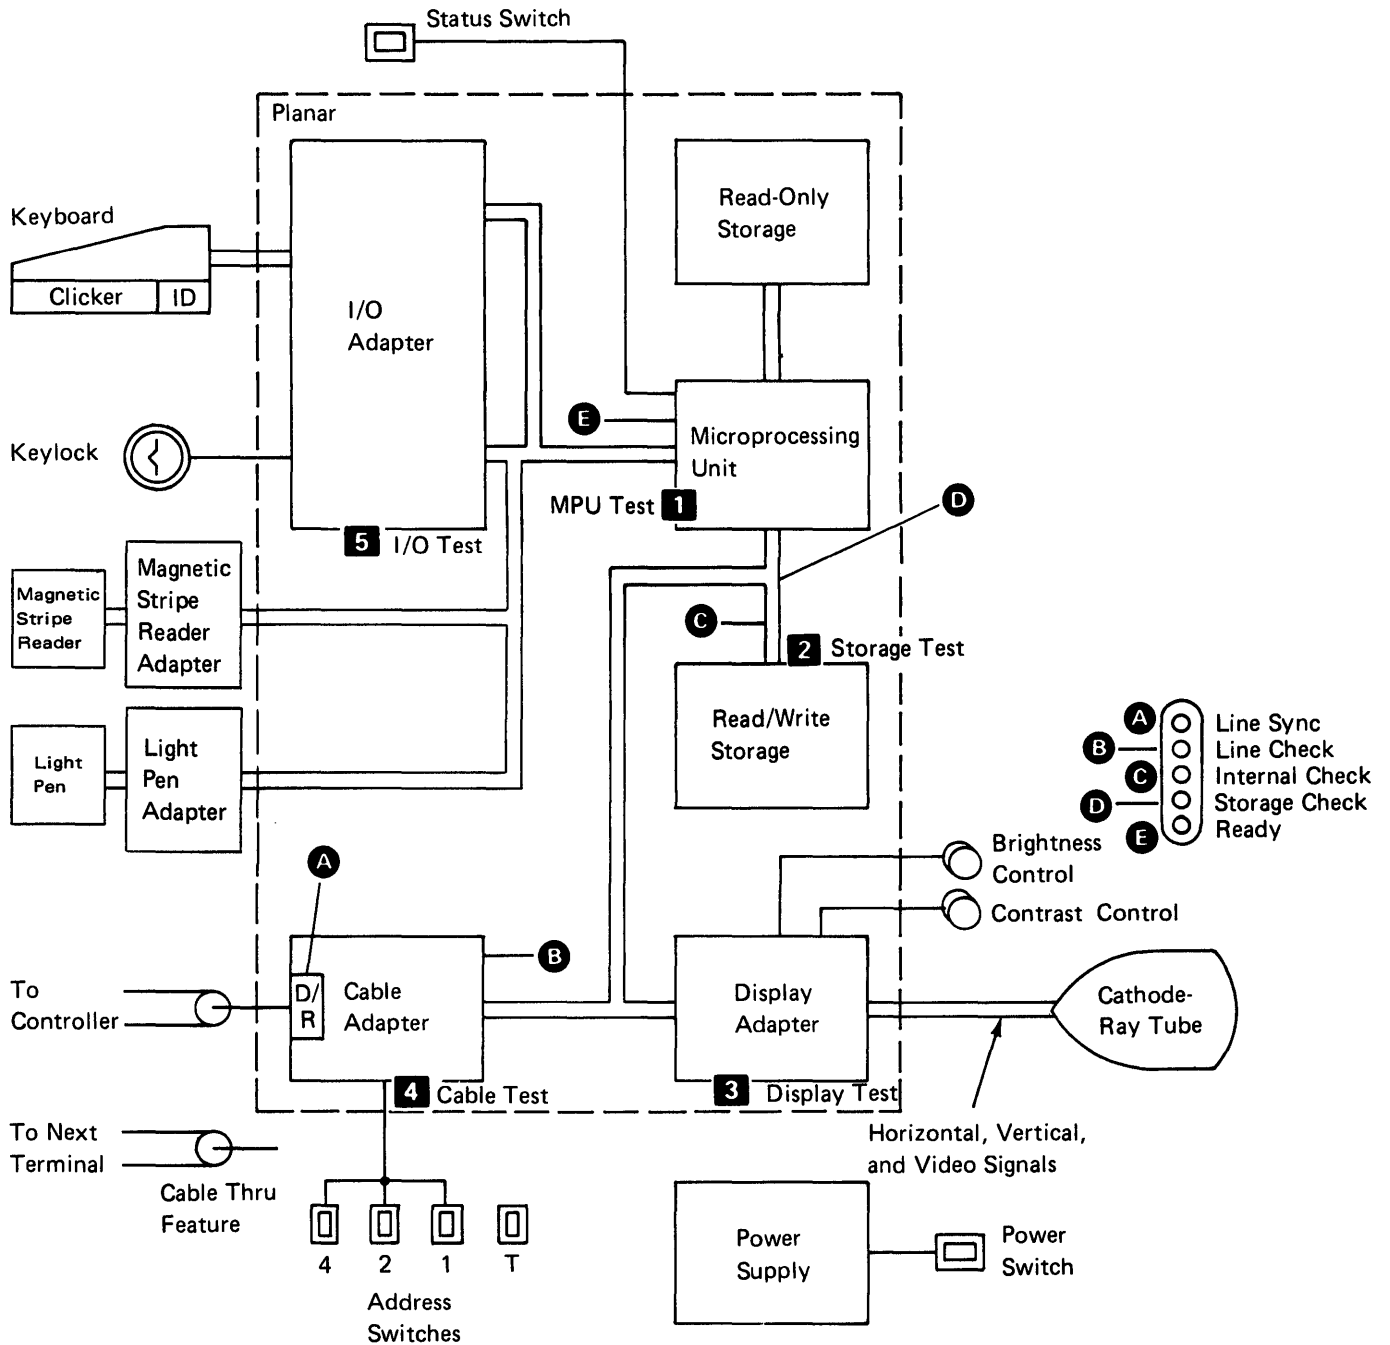 Status Switch
Planar
Keyboard
Clicker
ID
I/O
Adapter
Read-Only
Storage
E
Microprocessing
Unit
Keylock
MPU Test 1
D
5 I/O Test
Magnetic
Stripe
Reader
Magnetic
Stripe
Reader
Adapter
C
2 Storage Test
Read/Write
Storage
Light
Pen
Light
Pen
Adapter
A Line Sync
B Line Check
C Internal Check
D Storage Check
E Ready
Brightness
Control
Contrast Control
A
B
To
Controller
D/
R
Cable
Adapter
Display
Adapter
Cathode-
Ray Tube
4 Cable Test
3 Display Test
To Next
Terminal
Horizontal, Vertical,
and Video Signals
Cable Thru
Feature
4
2
1
T
Address
Switches
Power
Supply
Power
Switch